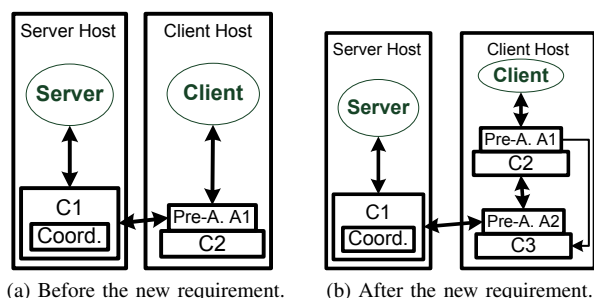 Server Host
Client Host
Server
Client
C1
Coord.
Pre-A. A1
C2
(a) Before the new requirement.
Server Host
Client Host
Client
Server
Pre-A. A1
C2
C1
Coord.
Pre-A. A2
C3
(b) After the new requirement.